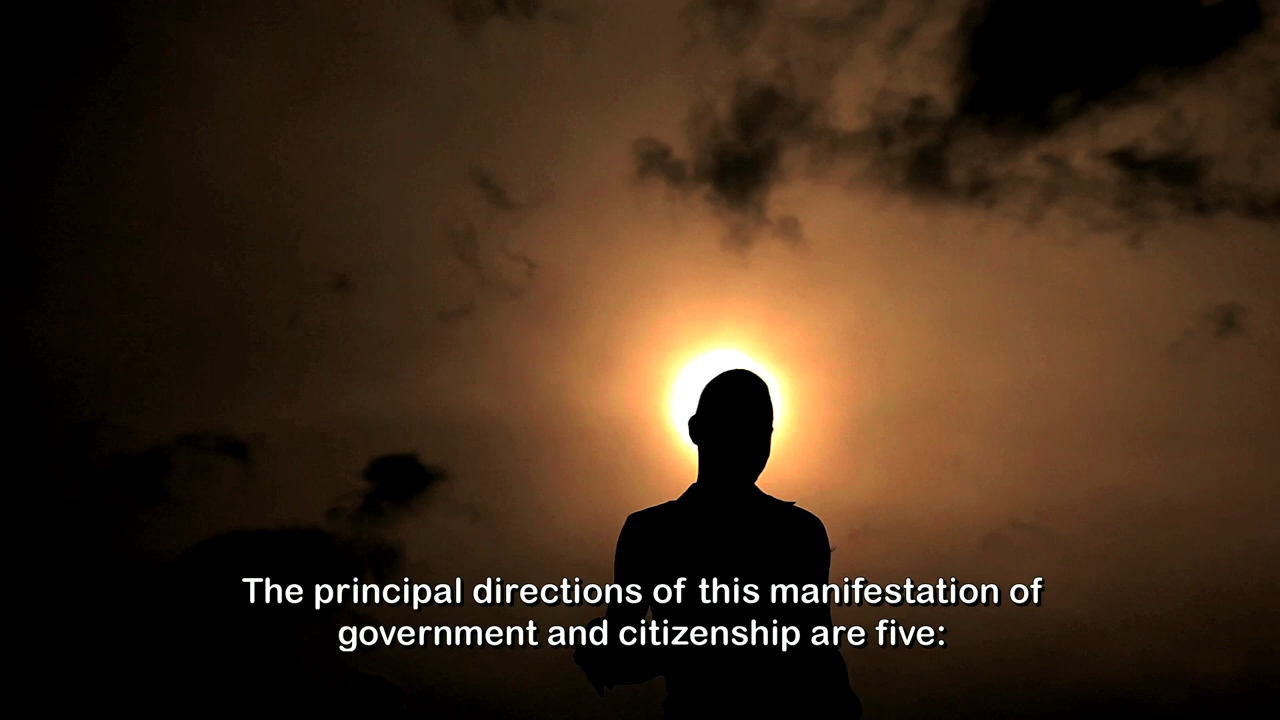 The principal directions of this manifestation of
government and citizenship are five: